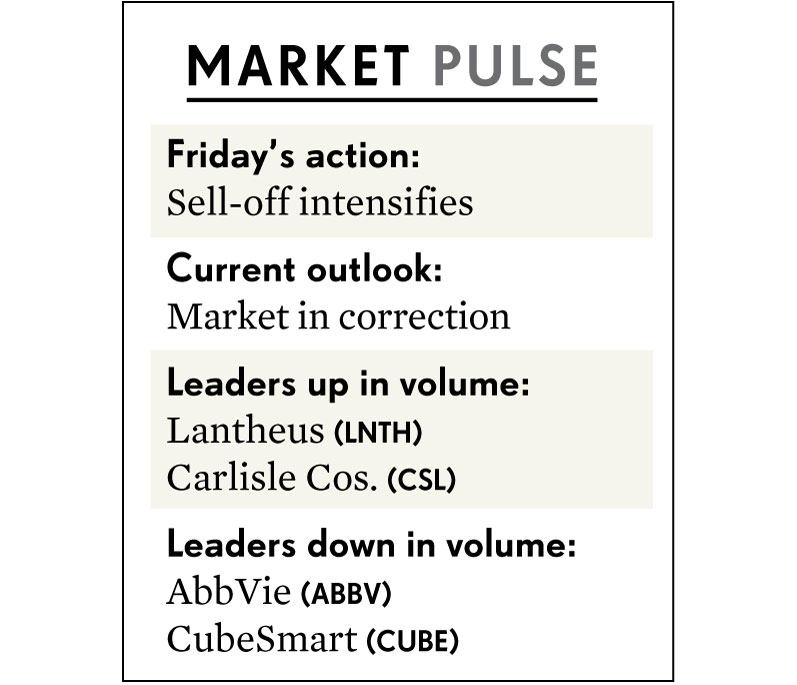 MARKET PULSE
Friday’s action:
Sell-off intensifies
Current outlook:
Market in correction
Leaders up in volume:
Lantheus (LNTH)
Carlisle Cos. (CSL)
Leaders down in volume:
AbbVie (ABBV)
CubeSmart (CUBE)